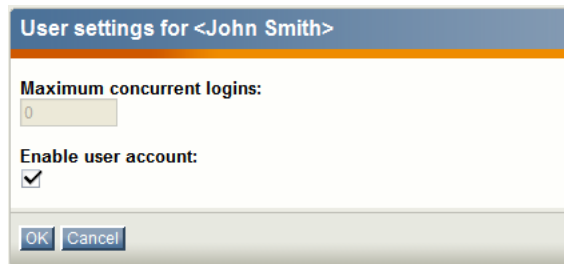 User settings for <John Smith>
Maximum concurrent logins:
0
Enable user account:
OK Cancel